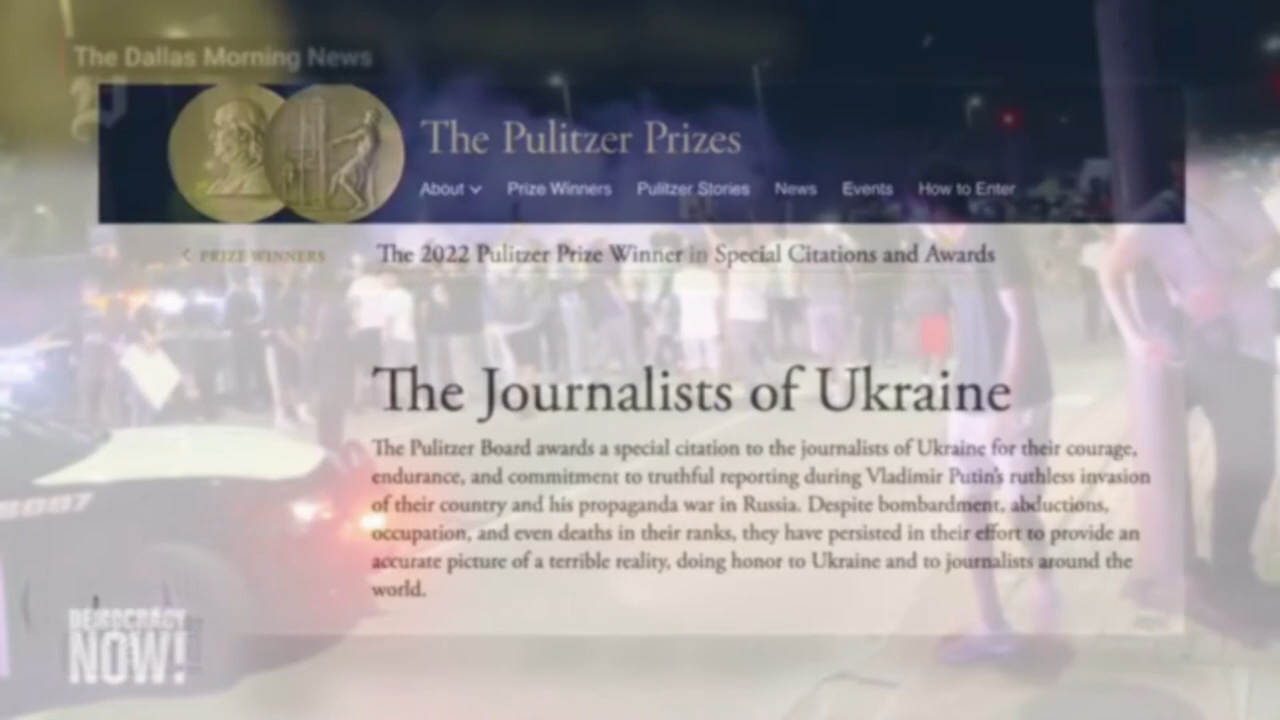 The Dallas Morning News
The Pulitzer Prizes
About Prize Winners Pulitzer Stories News Events How to Enter
< PRIZE WINNERS
The 2022 Pulitzer Prize Winner in Special Citations and Awards
The Journalists of Ukraine
The Pulitzer Board awards a special citation to the journalists of Ukraine for their courage,
endurance, and commitment to truthful reporting during Vladimir Putin's ruthless invasion
of their country and his propaganda war in Russia. Despite bombardment, abductions,
occupation, and even deaths in their ranks, they have persisted in their effort to provide an
accurate picture of a terrible reality, doing honor to Ukraine and to journalists around the
world.
DEMOCRACY
NOW!